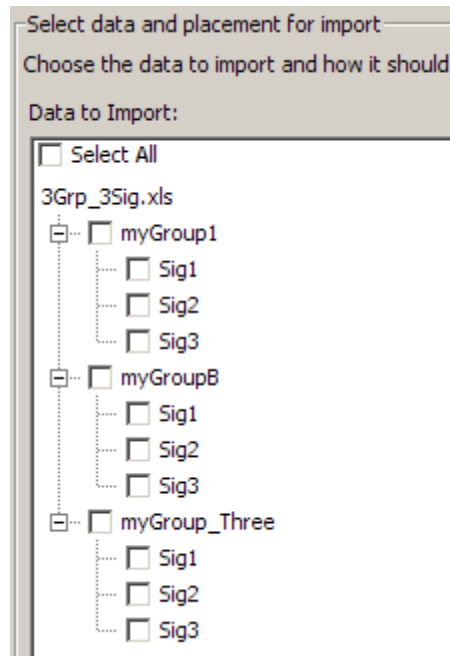 Select data and placement for import
Choose the data to import and how it should
Data to Import:
Select All
3Grp_3Sig.xls
myGroup1
Sig1
Sig2
Sig3
myGroupB
Sig1
Sig2
Sig3
myGroup_Three
Sig1
Sig2
Sig3